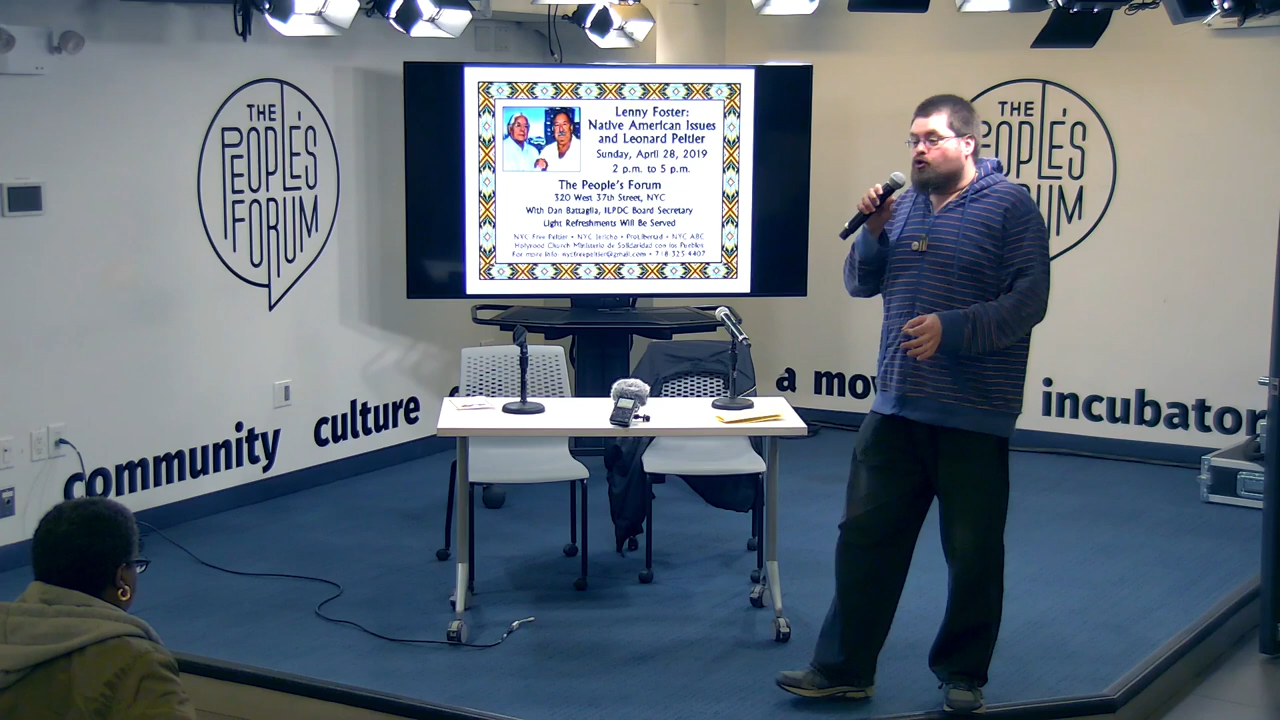 THE
PEOPLE'S
FORUM
Lenny Foster:
Native American Issues
and Leonard Peltier
Sunday, April 28, 2019
2 p.m. to 5 p.m.
The People's Forum
320 West 37th Street, NYC
With Dan Battaglia, ILPDC Board Secretary
Light Refreshments Will Be Served
NYC Free Peltier • NYC Jericho • ProLibertad • NYC ABC
Holyrood Church Ministerio de Solidaridad con los Pueblos
For more info: nycfreepeltier@gmail.com • 718 325 4407
THE
PEOPLE'S
FORUM
community culture
a mov
incubator